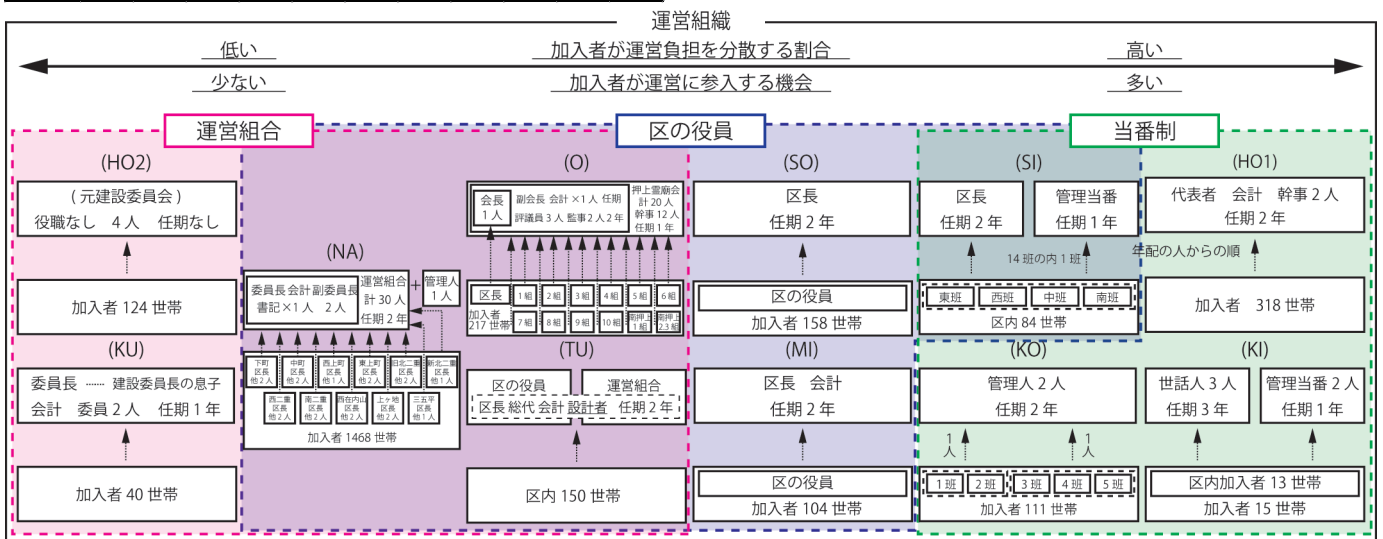 運営組織
低い 加入者が運営負担を分散する割合 高い
少ない 加入者が運営に参入する機会 多い
運営組合 区の役員 当番制
(HO2)
(元建設委員会)
役職なし 4人 任期なし
加入者 124 世帯
(KU)
委員長 ……… 建設委員長の息子
会計 委員 2人 任期 1 年
加入者 40 世帯
(NA)
委員長 会計 副委員長
書記×1人 2人
運営組合
計 30 人
任期 2 年
+
管理人
1人
下町
区長
他2人
中町
区長
他2人
西上町
区長
他1人
東上町
区長
他2人
旧北二重
区長
他2人
新北二重
区長
他1人
西二重
区長
他2人
南二重
区長
他2人
西在内山
区長
他2人
上ヶ地
区長
他2人
三五平
区長
他1人
加入者 1468 世帯
(O)
会長
1人
副会長 会計 ×1人 任期
評議員 3人 監事 2人 2年
押上霊廟会
計 20 人
幹事 12 人
任期 1 年
区長
1組
2組
3組
4組
5組
6組
加入者
217 世帯
7組
8組
9組
10組
南押上
1組
南押上
2.3組
(TU)
区の役員 運営組合
区長 総代 会計 設計者 任期 2 年
区内 150 世帯
(SO)
区長
任期 2 年
区の役員
加入者 158 世帯
(MI)
区長 会計
任期 2 年
区の役員
加入者 104 世帯
(SI)
区長
任期 2 年
管理当番
任期 1 年
14 班の内 1 班
東班 西班 中班 南班
区内 84 世帯
(KO)
管理人 2 人
任期 2 年
1人
1人
1班 2班 3班 4班 5班
加入者 111 世帯
(HO1)
代表者 会計 幹事 2 人
任期 2 年
年配の人からの順
加入者 318 世帯
(KI)
世話人 3 人
任期 3 年
管理当番 2 人
任期 1 年
区内加入者 13 世帯
加入者 15 世帯